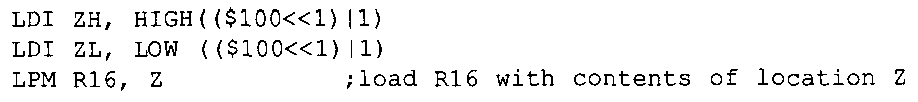 LDI ZH, HIGH(($100<<1)|1)
LDI ZL, LOW (($100<<1)|1)
LPM R16, Z ;load R16 with contents of location Z